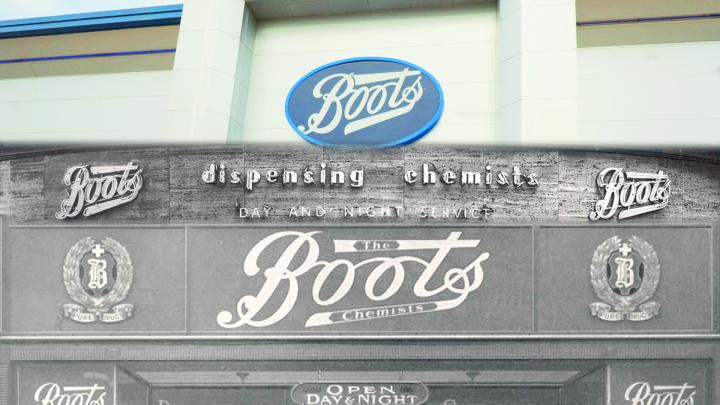 Boots
Boots dispensing chemists Boots
DAY AND NIGHT SERVICE
The
Boots
Chemists
B
PURE DRUGS
B
PURE DRUGS
Boots
OPEN
DAY & NIGHT
Boots